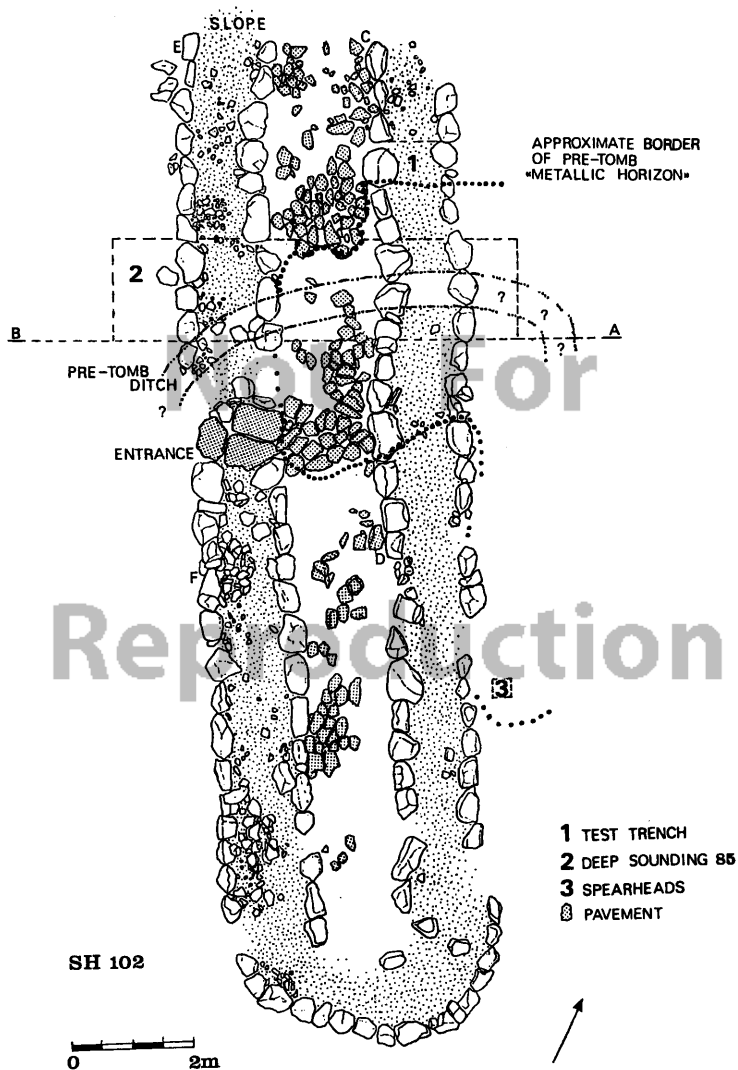 SLOPE
E
C
1
APPROXIMATE BORDER
OF PRE-TOMB
«METALLIC HORIZON»
2
?
?
B
A
?
PRE-TOMB
DITCH
?
Not For
ENTRANCE
D
F
Reproduction
3
1 TEST TRENCH
2 DEEP SOUNDING 85
3 SPEARHEADS
PAVEMENT
SH 102
0 2m